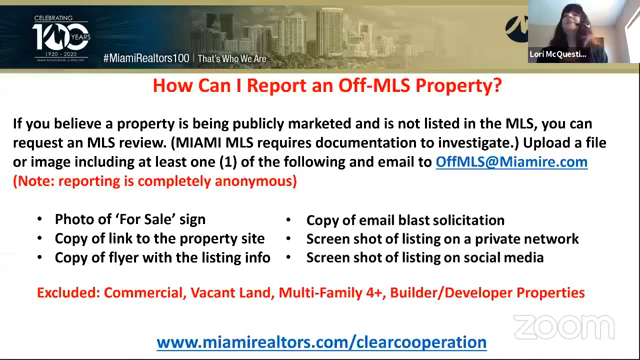 CELEBRATING
100 YEARS
1920 - 2020
#MiamiRealtors100 | That's Who We Are
Lori McQuesti...
How Can I Report an Off-MLS Property?
If you believe a property is being publicly marketed and is not listed in the MLS, you can
request an MLS review. (MIAMI MLS requires documentation to investigate.) Upload a file
or image including at least one (1) of the following and email to OffMLS@Miamire.com
(Note: reporting is completely anonymous)
• Photo of 'For Sale' sign
• Copy of link to the property site
• Copy of flyer with the listing info
• Copy of email blast solicitation
• Screen shot of listing on a private network
• Screen shot of listing on social media
Excluded: Commercial, Vacant Land, Multi-Family 4+, Builder/Developer Properties
www.miamirealtors.com/clearcooperation
zoom